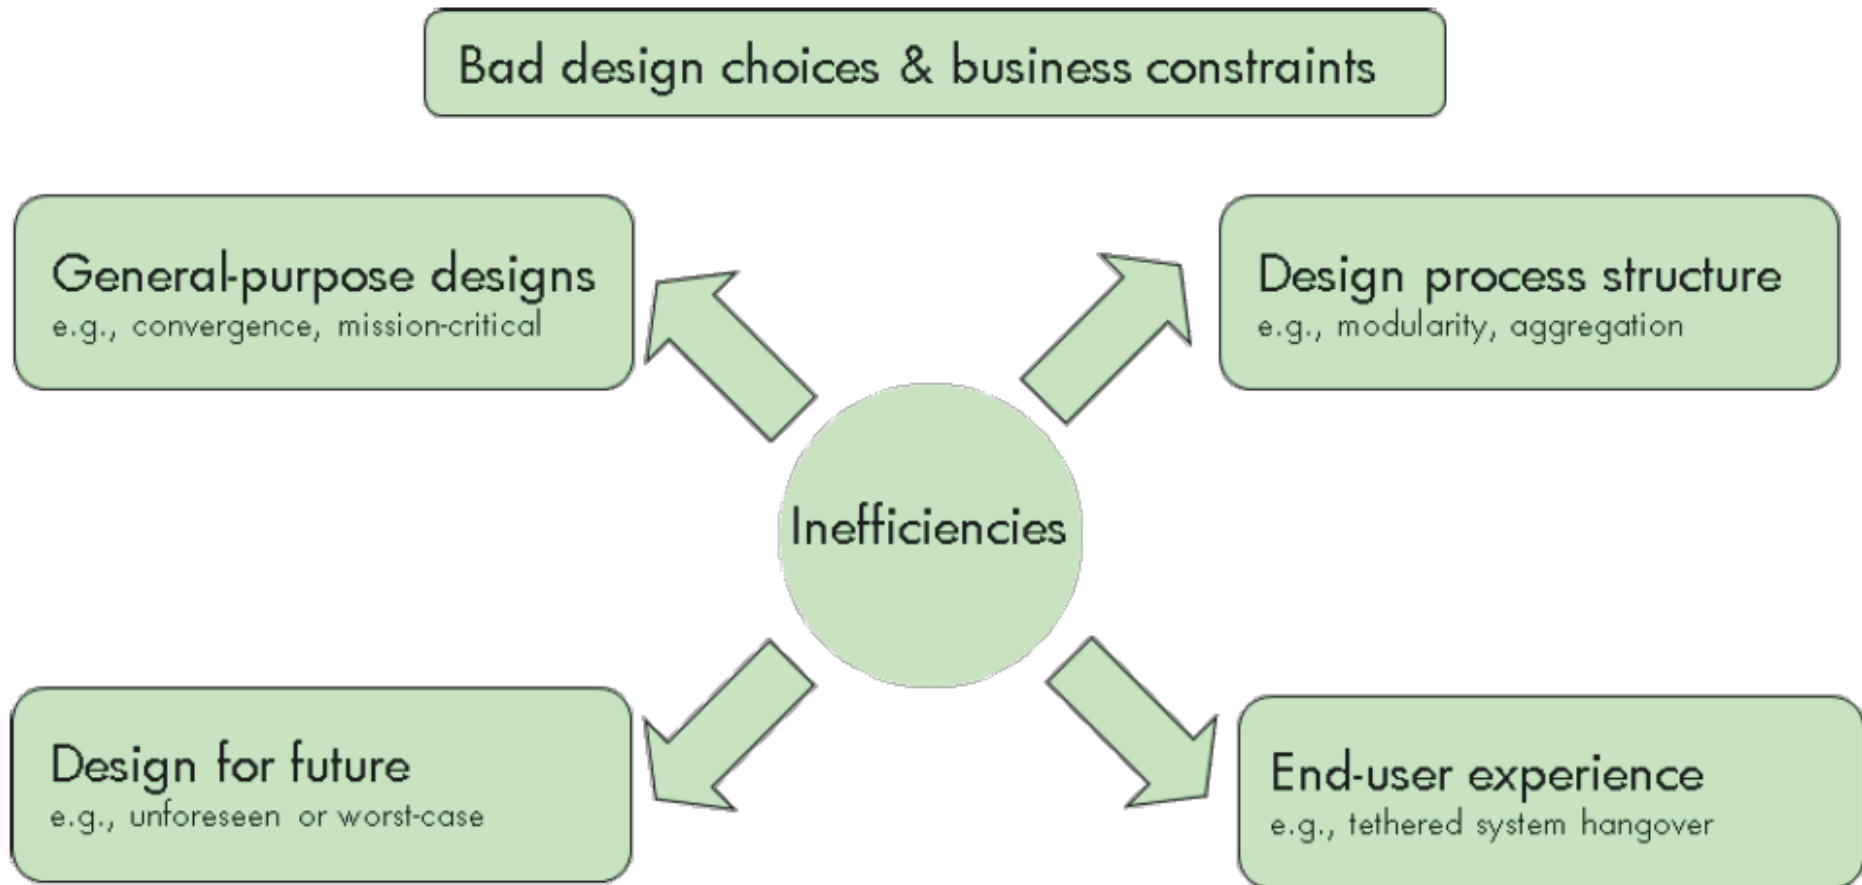 Bad design choices & business constraints
General-purpose designs
e.g., convergence, mission-critical
Design process structure
e.g., modularity, aggregation
Inefficiencies
Design for future
e.g., unforeseen or worst-case
End-user experience
e.g., tethered system hangover